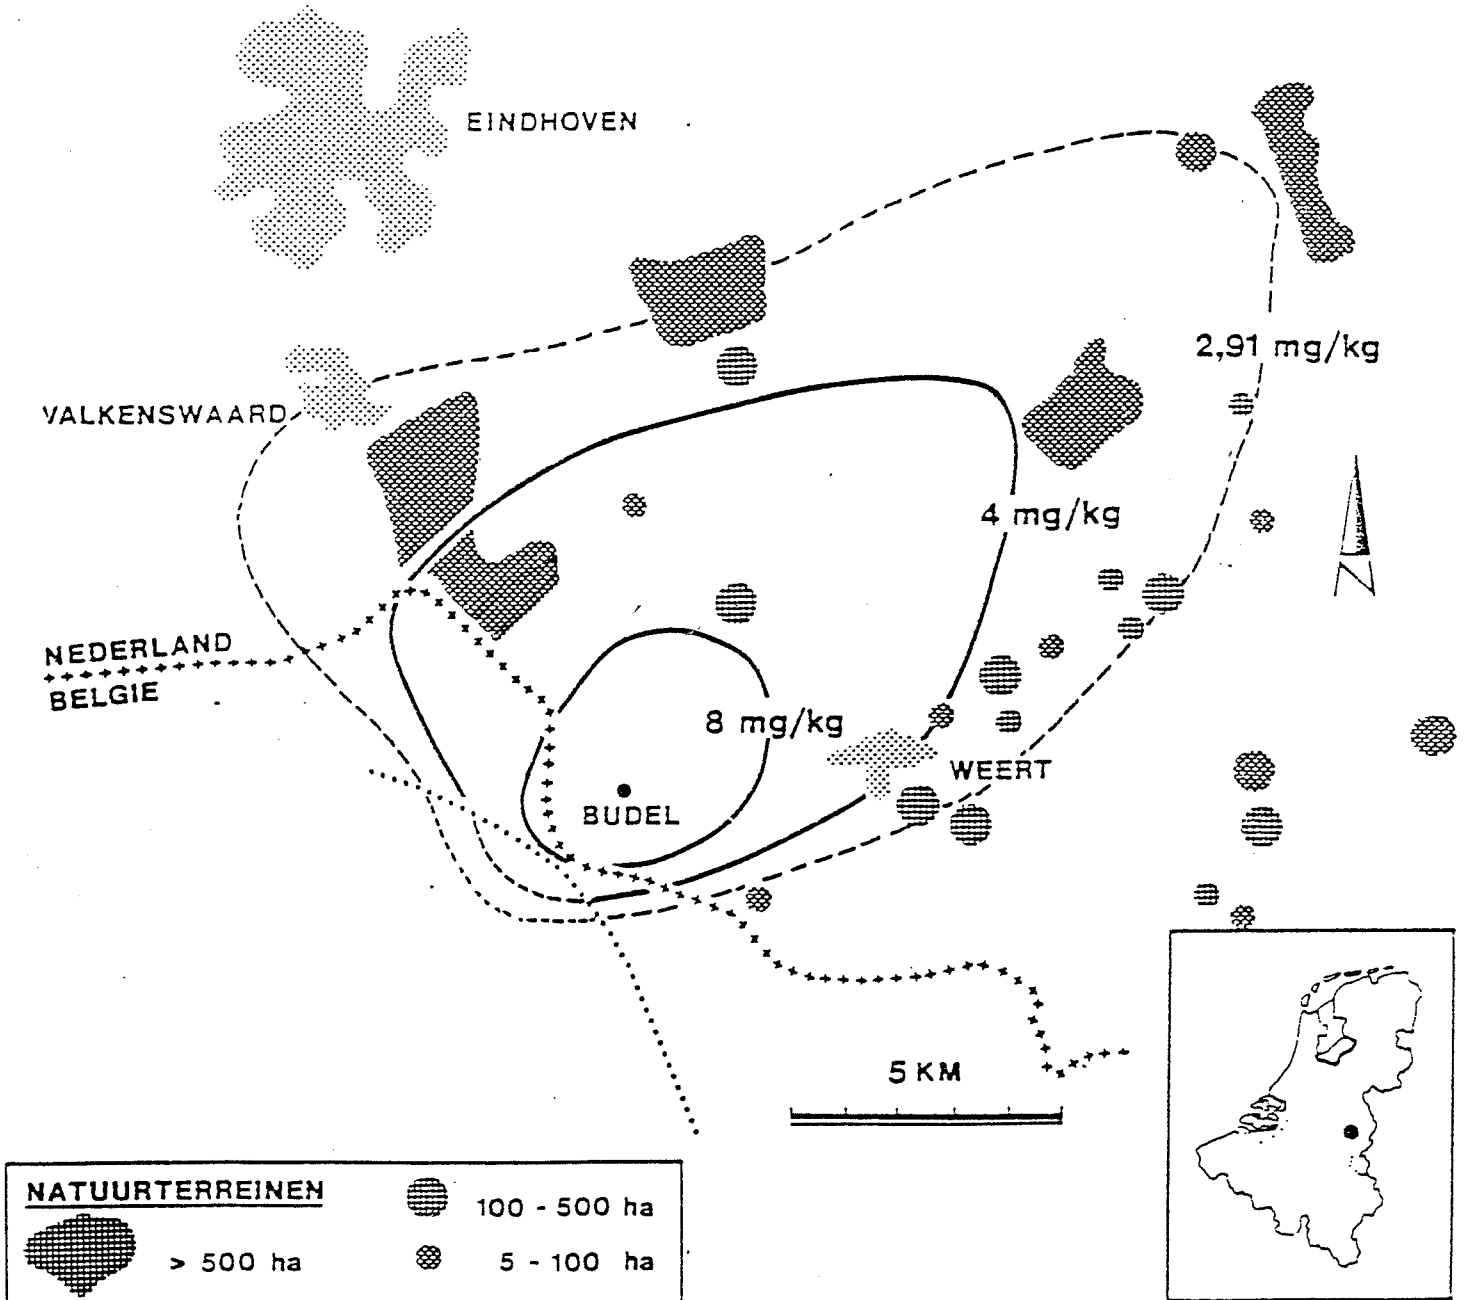 EINDHOVEN
2,91 mg/kg
VALKENSWAARD
4 mg/kg
NEDERLAND
BELGIE
8 mg/kg
WEERT
BUDEL
N
5 KM
NATUURTERREINEN
100 - 500 ha
> 500 ha
5 - 100 ha